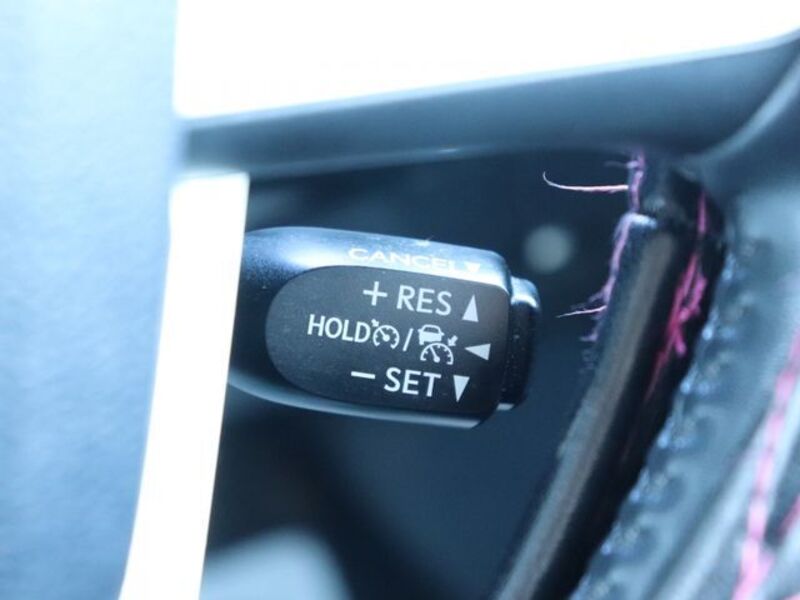 CANCEL ▼
+ RES ▲
HOLD / ◀
− SET ▼